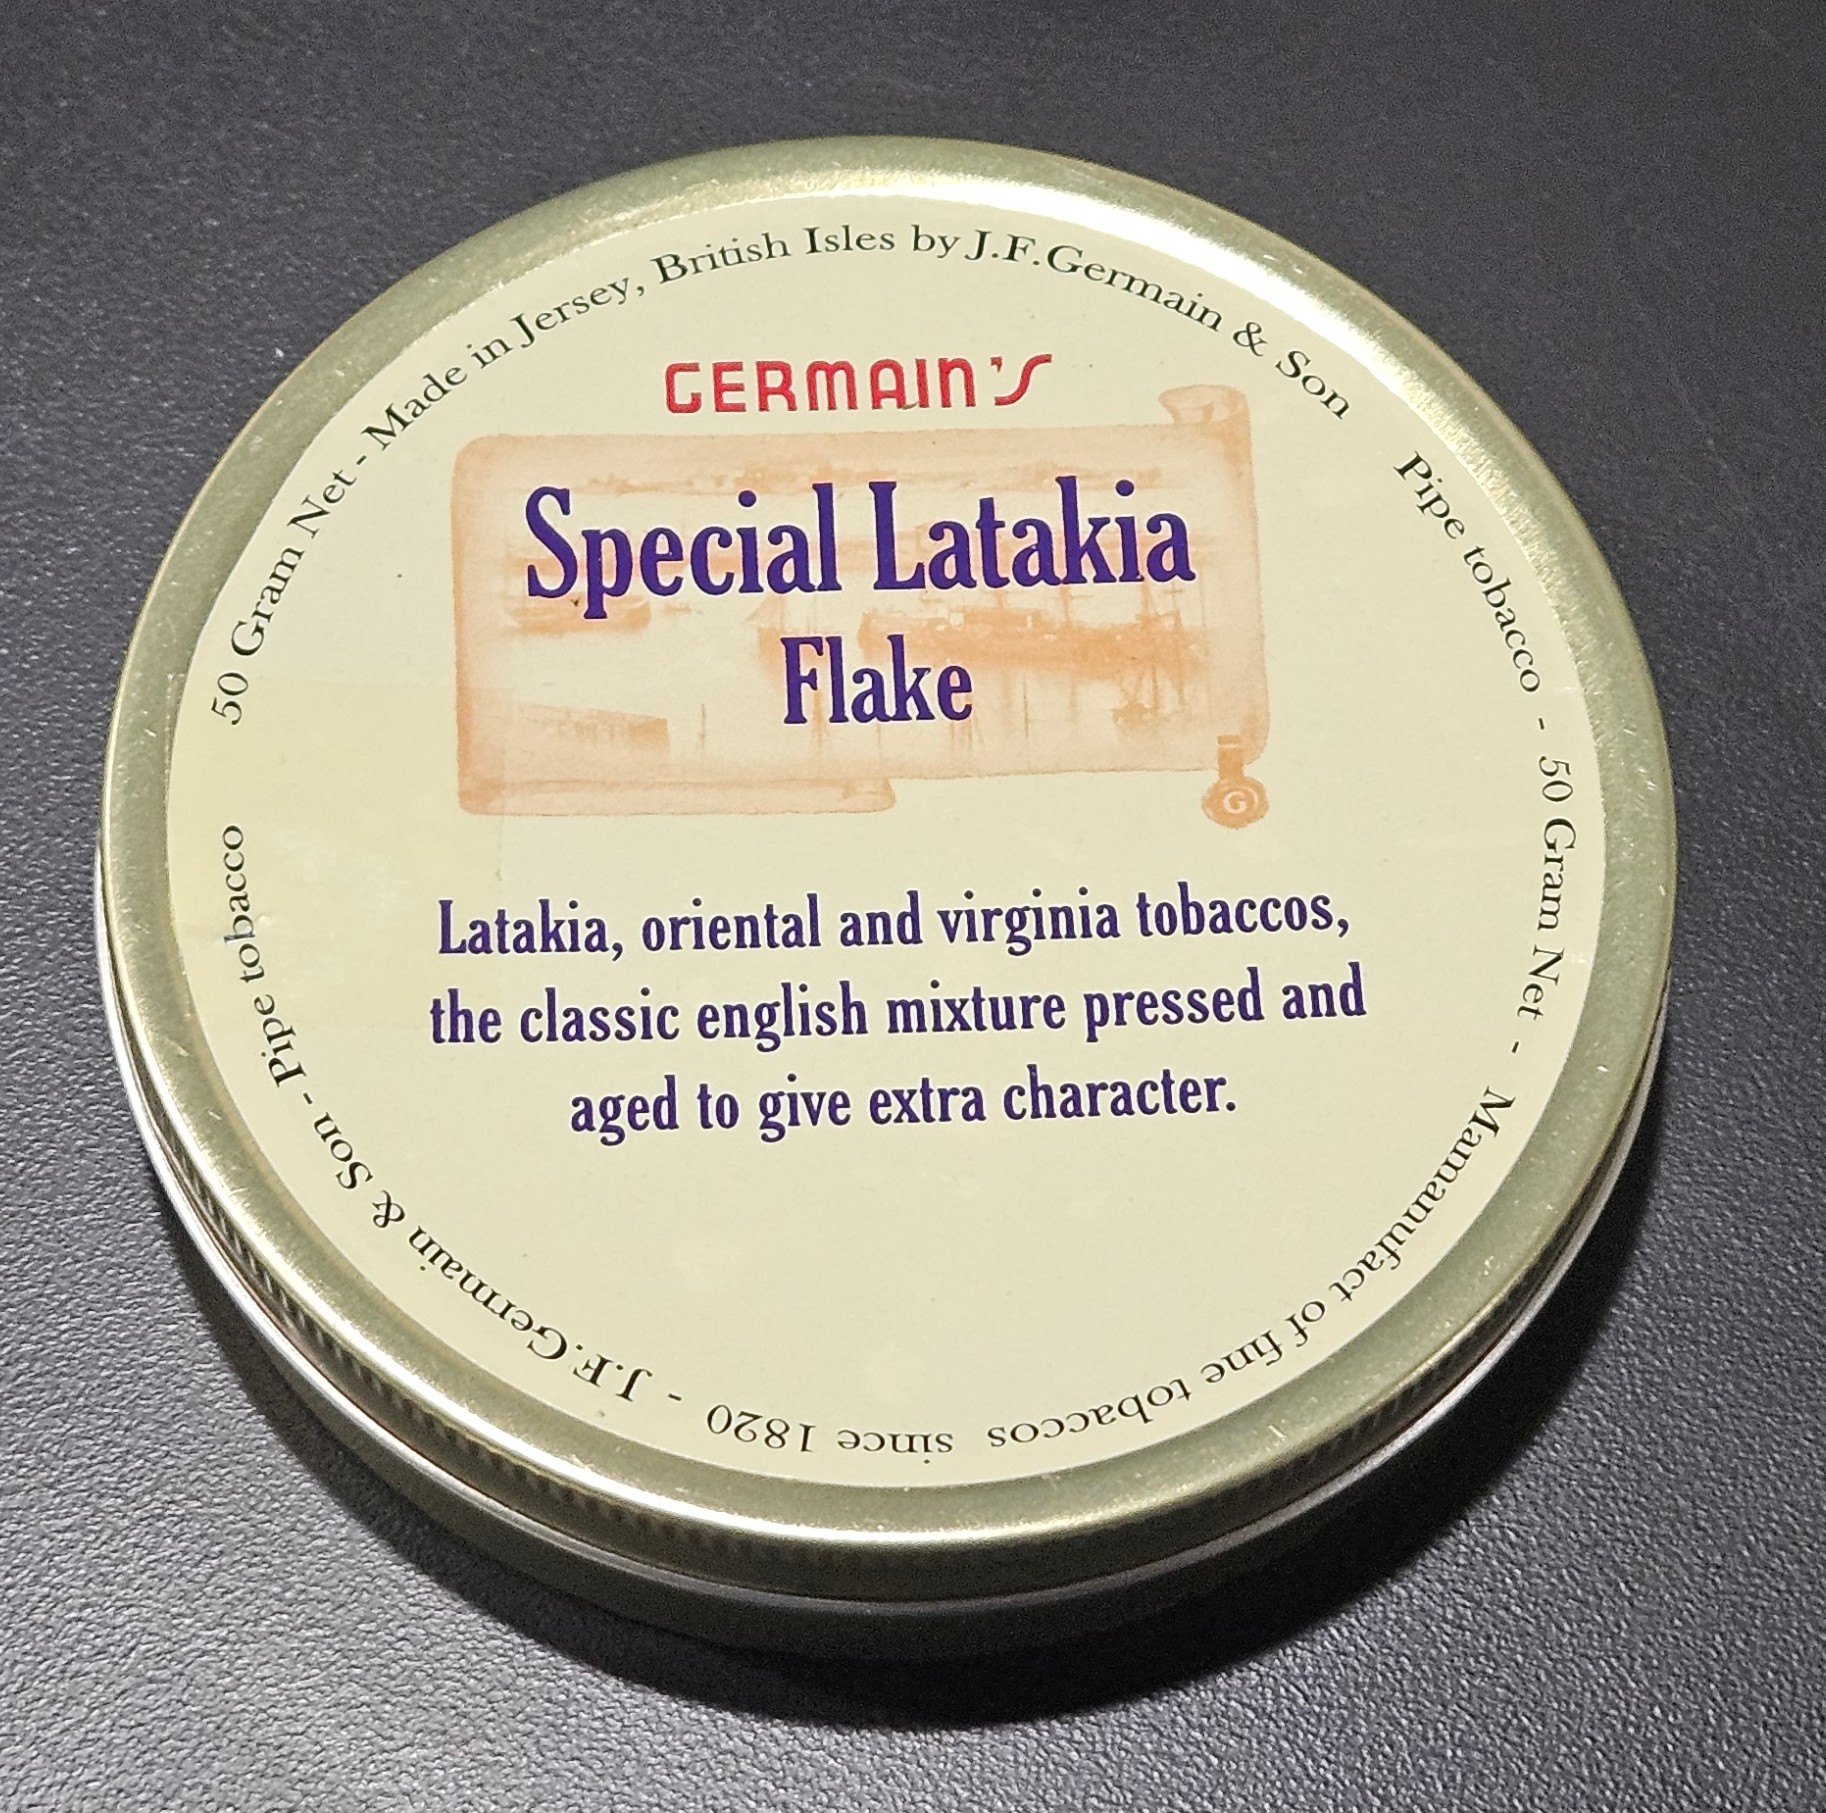 50 Gram Net - Made in Jersey, British Isles by J.F.Germain & Son
Pipe tobacco - 50 Gram Net - Mamanufact of fine tobaccos since 1820 - J.F.Germain & Son - Pipe tobacco
GERMAIN'S
Special Latakia
Flake
G
Latakia, oriental and virginia tobaccos,
the classic english mixture pressed and
aged to give extra character.